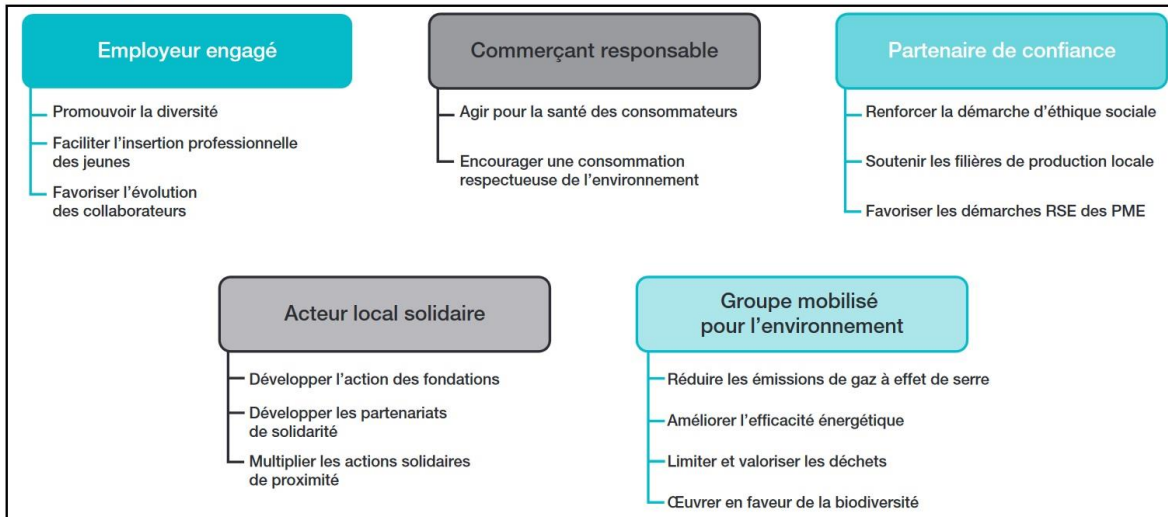 Employeur engagé
Promouvoir la diversité
Faciliter l'insertion professionnelle
des jeunes
Favoriser l'évolution
des collaborateurs
Commerçant responsable
Agir pour la santé des consommateurs
Encourager une consommation
respectueuse de l'environnement
Partenaire de confiance
Renforcer la démarche d'éthique sociale
Soutenir les filières de production locale
Favoriser les démarches RSE des PME
Acteur local solidaire
Développer l'action des fondations
Développer les partenariats
de solidarité
Multiplier les actions solidaires
de proximité
Groupe mobilisé
pour l'environnement
Réduire les émissions de gaz à effet de serre
Améliorer l'efficacité énergétique
Limiter et valoriser les déchets
Œuvrer en faveur de la biodiversité